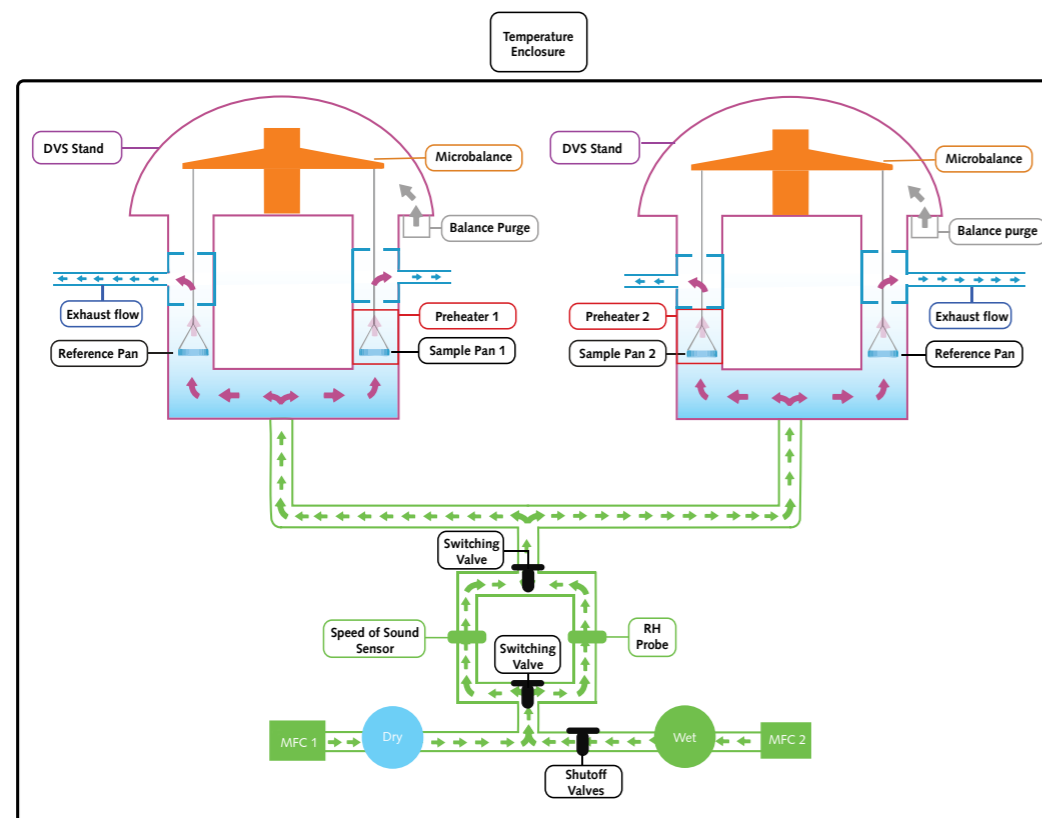 Temperature
Enclosure
DVS Stand
Microbalance
Balance Purge
Exhaust flow
Preheater 1
Reference Pan
Sample Pan 1
DVS Stand
Microbalance
Balance purge
Preheater 2
Exhaust flow
Sample Pan 2
Reference Pan
Switching
Valve
Speed of Sound
Sensor
Switching
Valve
RH
Probe
MFC 1
Dry
Wet
MFC 2
Shutoff
Valves